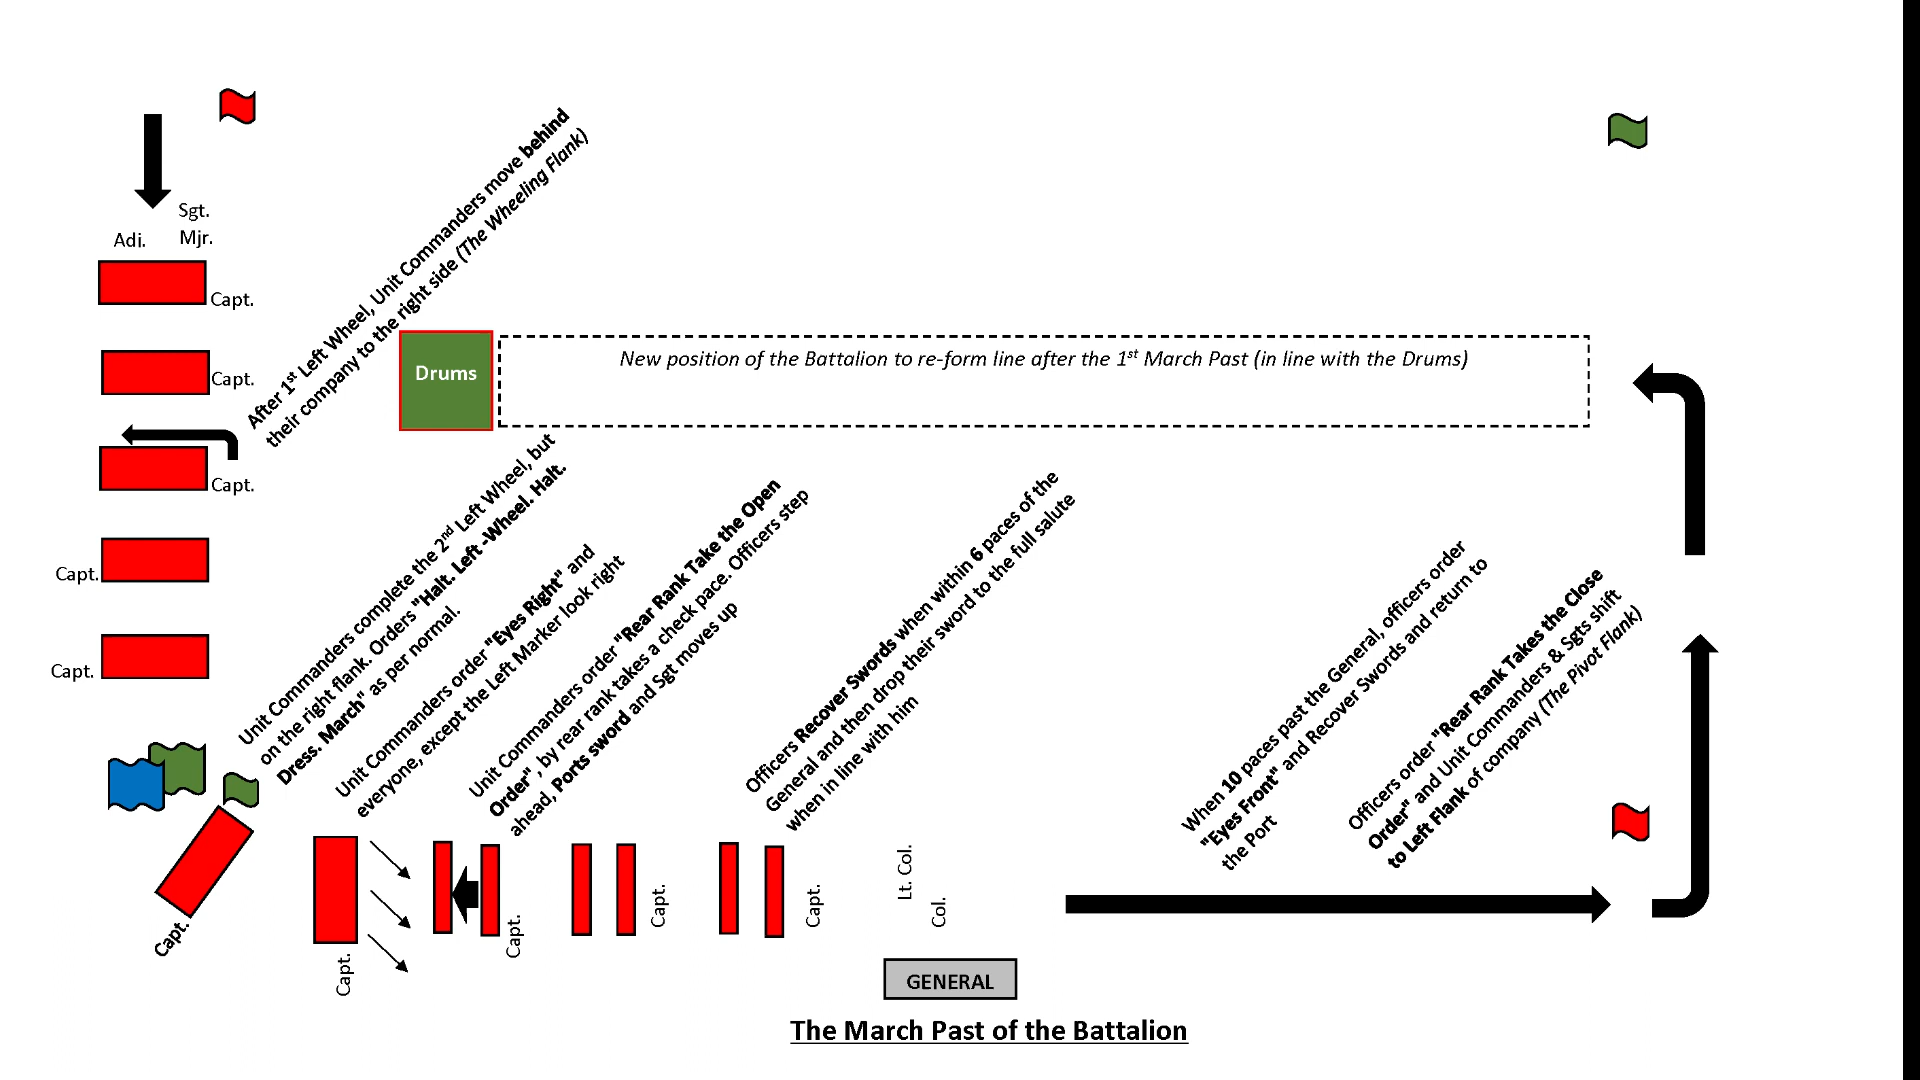 Sgt.
Mjr.
Adi.
Capt.
Capt.
Capt.
Capt.
Capt.
After 1st Left Wheel, Unit Commanders move behind
their company to the right side (The Wheeling Flank)
Drums
New position of the Battalion to re-form line after the 1st March Past (in line with the Drums)
Unit Commanders complete the 2nd Left Wheel, but
on the right flank. Orders "Halt. Left -Wheel. Halt.
Dress. March" as per normal.
Unit Commanders order "Eyes Right" and
everyone, except the Left Marker look right
Unit Commanders order "Rear Rank Take the Open
Order", by rear rank takes a check pace. Officers step
ahead, Ports sword and Sgt moves up
Officers Recover Swords when within 6 paces of the
General and then drop their sword to the full salute
when in line with him
When 10 paces past the General, officers order
"Eyes Front" and Recover Swords and return to
the Port
Officers order "Rear Rank Takes the Close
Order" and Unit Commanders & Sgts shift
to Left Flank of company (The Pivot Flank)
Capt.
Capt.
Capt.
Capt.
Capt.
Lt. Col.
Col.
GENERAL
The March Past of the Battalion